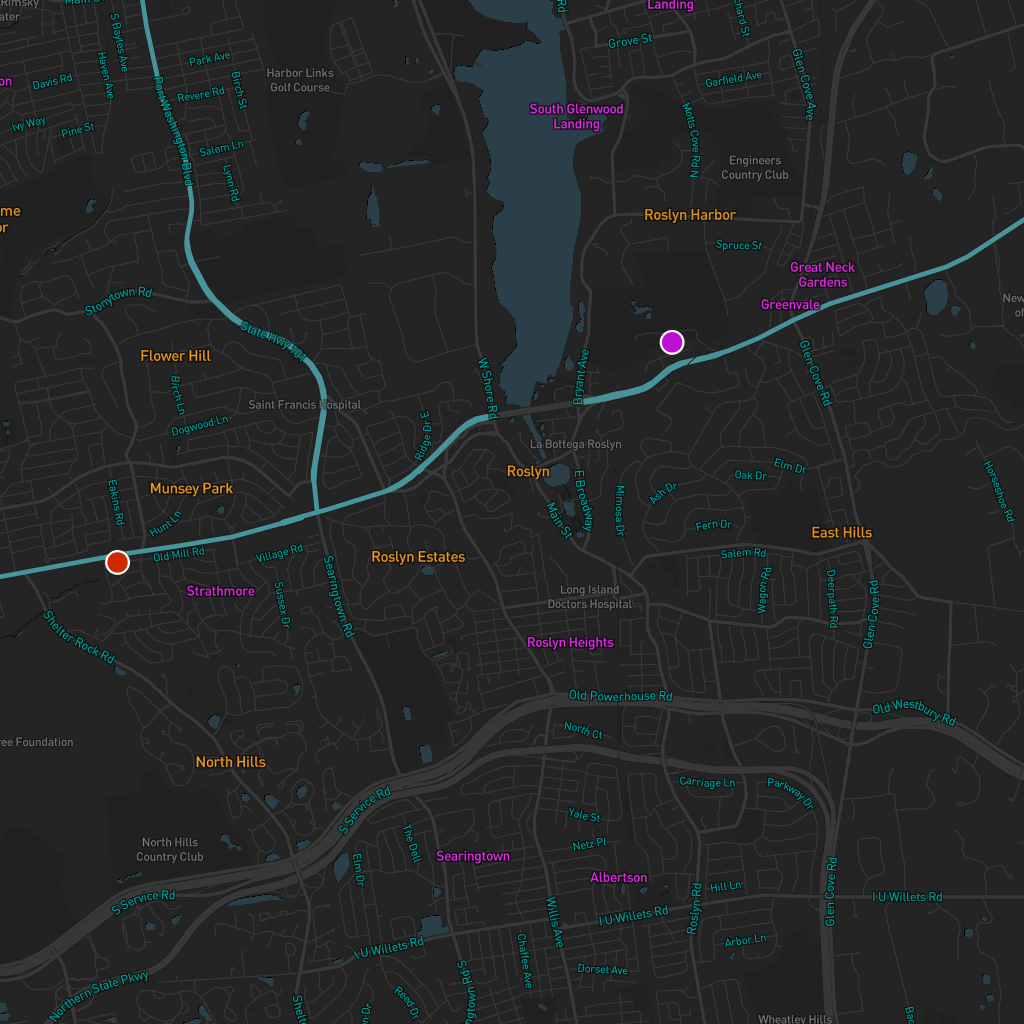 Landing
S Bayles Ave
Haven Ave
Park Ave
Grove St
Davis Rd
Revere Rd
Birch St
Harbor Links
Golf Course
Garfield Ave
Glen Cove Ave
Port Washington Blvd
Ivy Way
Pine St
South Glenwood
Landing
Motts Cove Rd N
Salem Ln
Lynn Rd
Engineers
Country Club
Roslyn Harbor
Spruce St
Great Neck
Gardens
Greenvale
Stonytown Rd
State Hwy 101
Flower Hill
Birch Ln
Dogwood Ln
Saint Francis Hospital
W Shore Rd
Bryant Ave
Glen Cove Rd
Ridge Dr E
La Bottega Roslyn
Roslyn
Munsey Park
Eakins Rd
Hunt Ln
Elm Dr
Oak Dr
Ash Dr
Horseshoe Rd
E Broadway
Mimosa Dr
Main St
Fern Dr
East Hills
Old Mill Rd
Village Rd
Roslyn Estates
Salem Rd
Strathmore
Sussex Dr
Searingtown Rd
Wagon Rd
Deerpath Rd
Glen Cove Rd
Long Island
Doctors Hospital
Shelter Rock Rd
Roslyn Heights
Old Powerhouse Rd
Old Westbury Rd
North Ct
North Hills
Carriage Ln
Parkway Dr
S Service Rd
Yale St
Netz Pl
The Dell
North Hills
Country Club
Elm Dr
Searingtown
Albertson
Hill Ln
S Service Rd
Roslyn Rd
Glen Cove Rd
I U Willets Rd
I U Willets Rd
Willis Ave
I U Willets Rd
Arbor Ln
Chaffee Ave
Dorset Ave
Northern State Pkwy
Reed Dr
Wheatley Hills